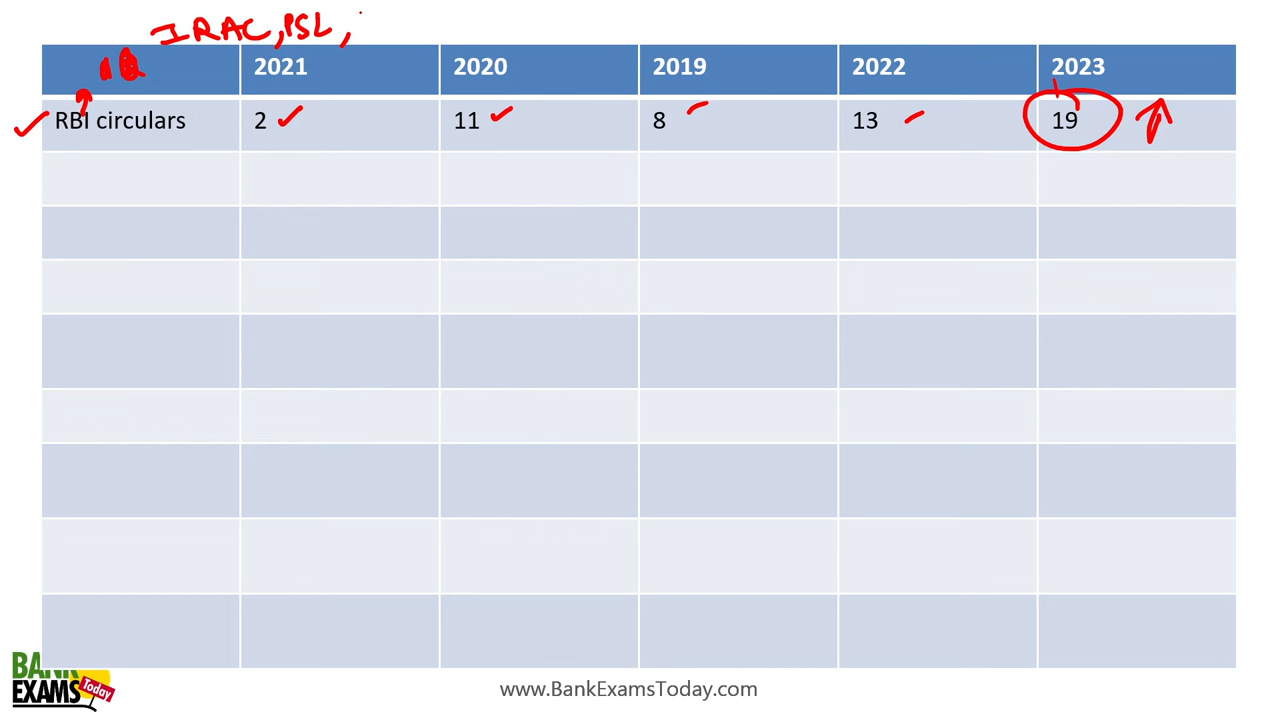 IRAC, PSL,
2021 2020 2019 2022 2023
RBI circulars 2 11 8 13 19
BANK
EXAMS Today
www.BankExamsToday.com